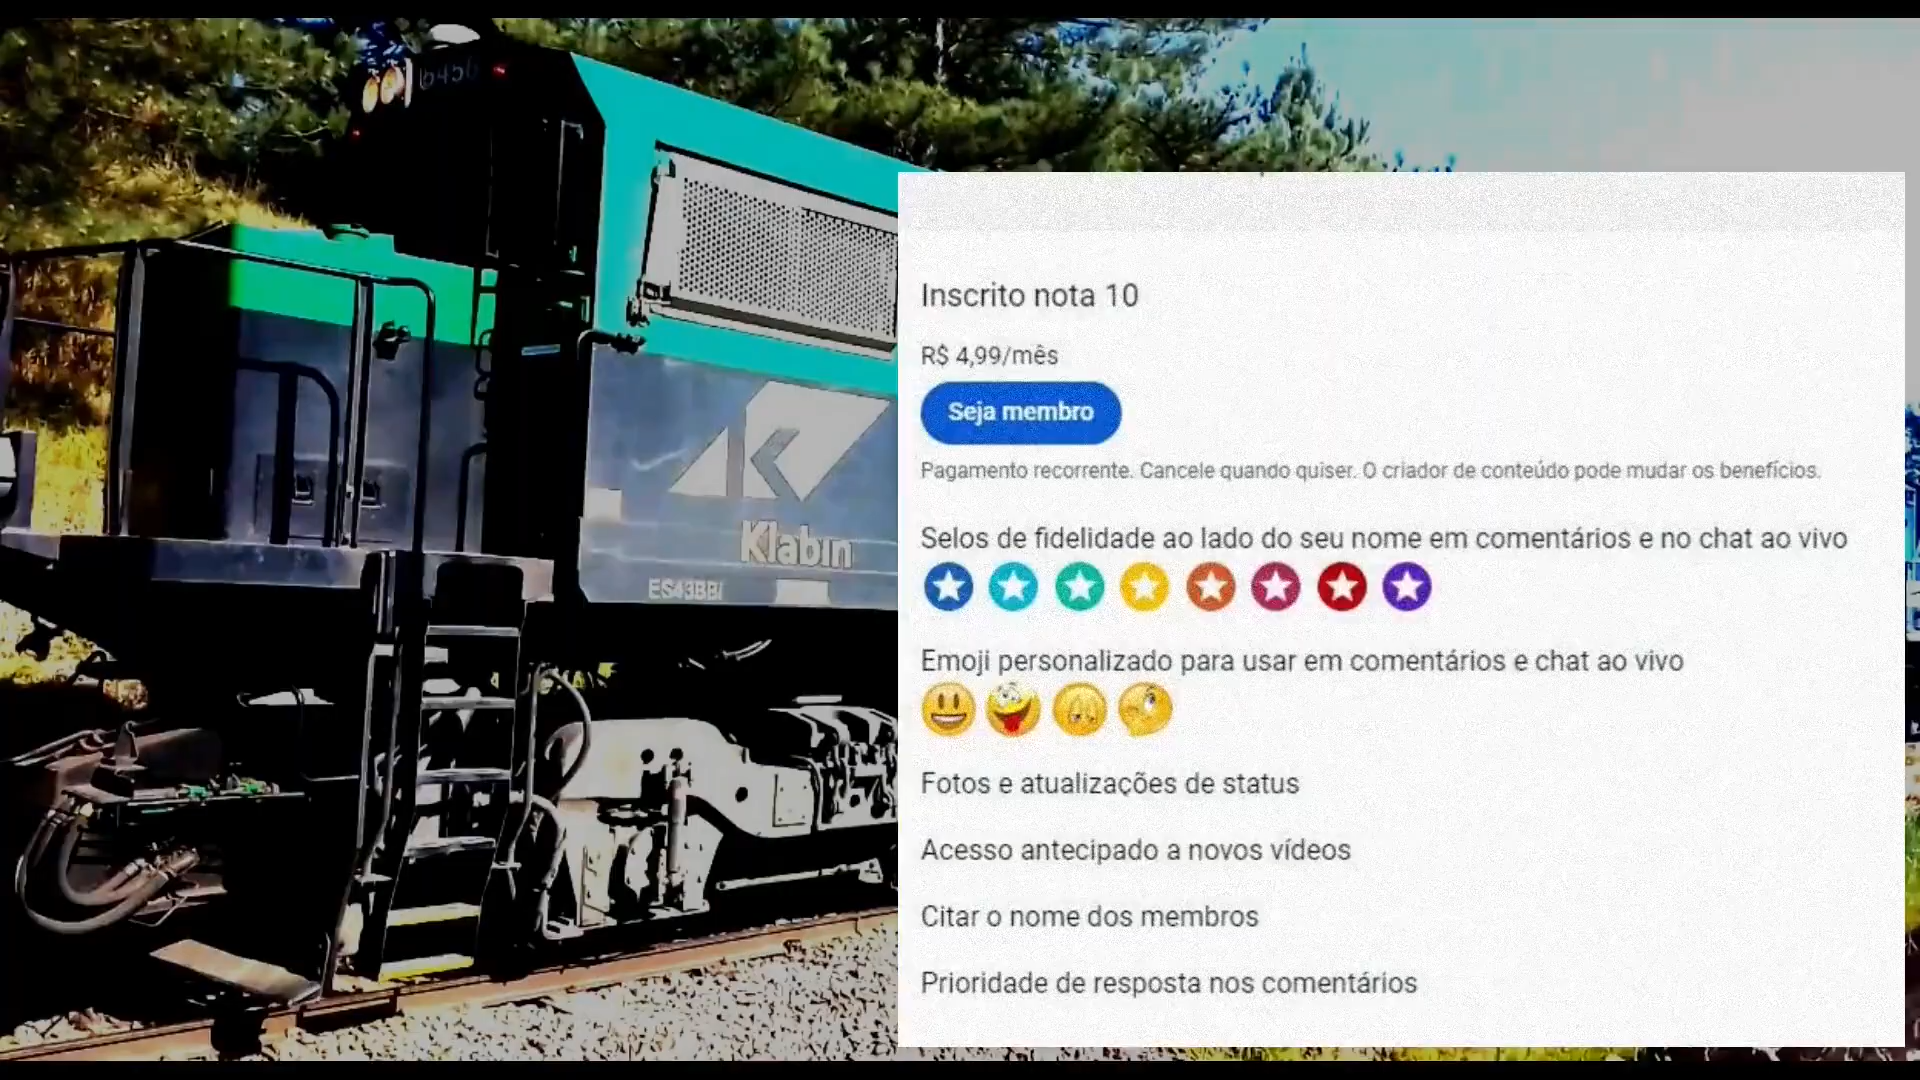 Klabin
ES43BBi
Inscrito nota 10
R$ 4,99/mês
Seja membro
Pagamento recorrente. Cancele quando quiser. O criador de conteúdo pode mudar os benefícios.
Selos de fidelidade ao lado do seu nome em comentários e no chat ao vivo
Emoji personalizado para usar em comentários e chat ao vivo
Fotos e atualizações de status
Acesso antecipado a novos vídeos
Citar o nome dos membros
Prioridade de resposta nos comentários